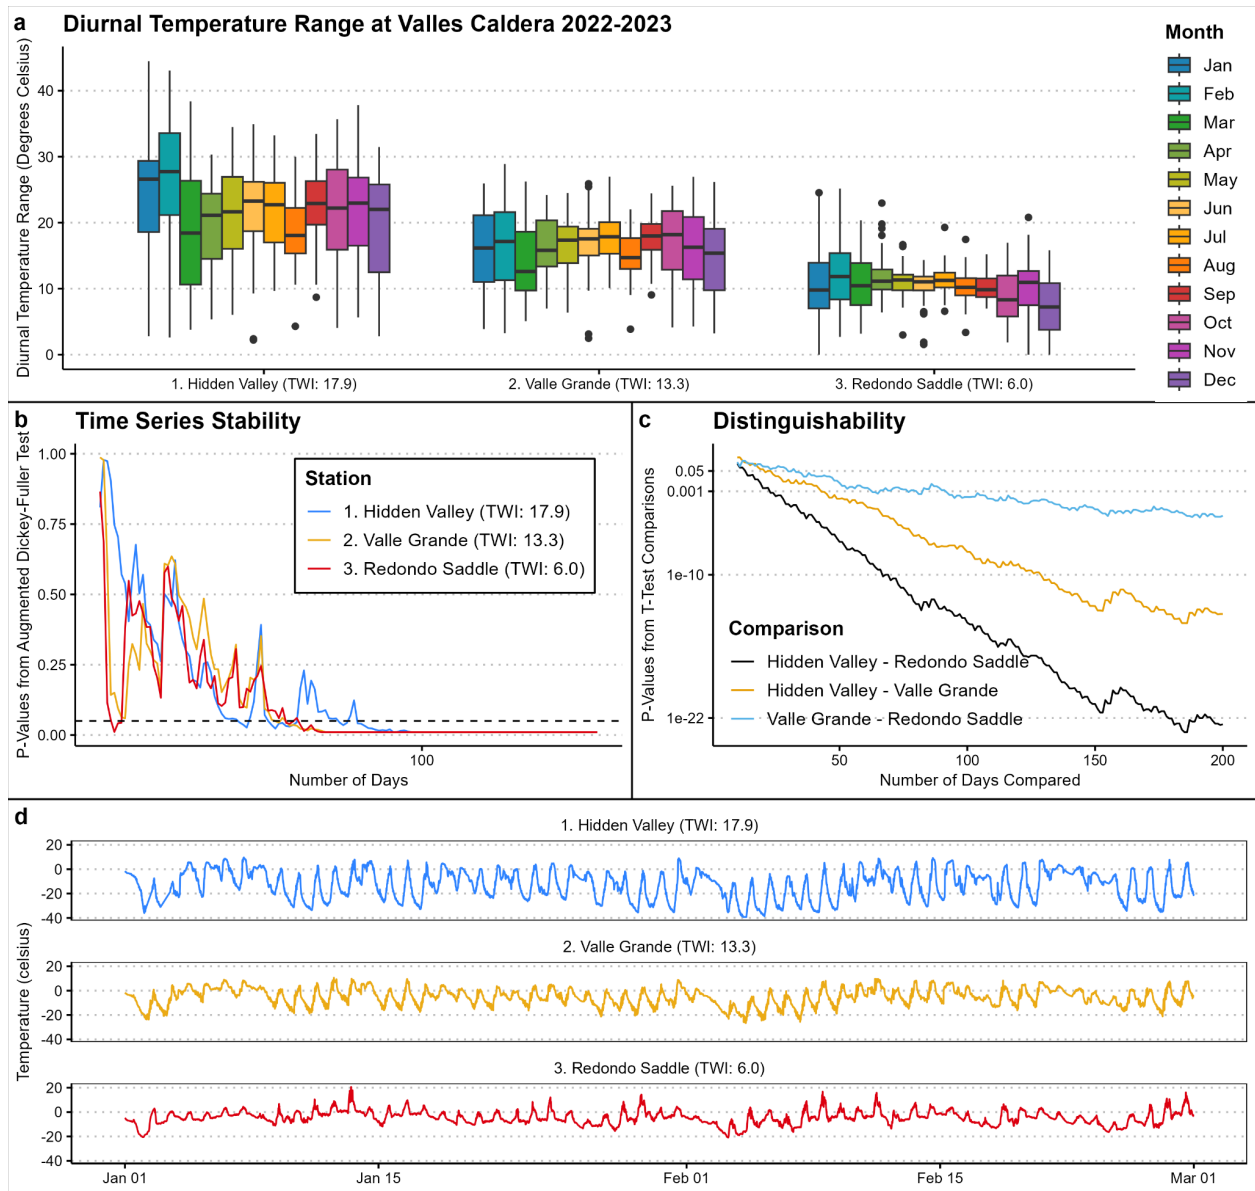 a
Diurnal Temperature Range at Valles Caldera 2022-2023
Diurnal Temperature Range (Degrees Celsius)
40
30
20
10
0
1. Hidden Valley (TWI: 17.9)
2. Valle Grande (TWI: 13.3)
3. Redondo Saddle (TWI: 6.0)
Month
Jan
Feb
Mar
Apr
May
Jun
Jul
Aug
Sep
Oct
Nov
Dec
b
Time Series Stability
P-Values from Augmented Dickey-Fuller Test
1.00
0.75
0.50
0.25
0.00
Station
1. Hidden Valley (TWI: 17.9)
2. Valle Grande (TWI: 13.3)
3. Redondo Saddle (TWI: 6.0)
100
Number of Days
c
Distinguishability
P-Values from T-Test Comparisons
0.05
0.001
1e-10
1e-22
Comparison
Hidden Valley - Redondo Saddle
Hidden Valley - Valle Grande
Valle Grande - Redondo Saddle
50
100
150
200
Number of Days Compared
d
Temperature (celsius)
1. Hidden Valley (TWI: 17.9)
20
0
-20
-40
2. Valle Grande (TWI: 13.3)
20
0
-20
-40
3. Redondo Saddle (TWI: 6.0)
20
0
-20
-40
Jan 01
Jan 15
Feb 01
Feb 15
Mar 01